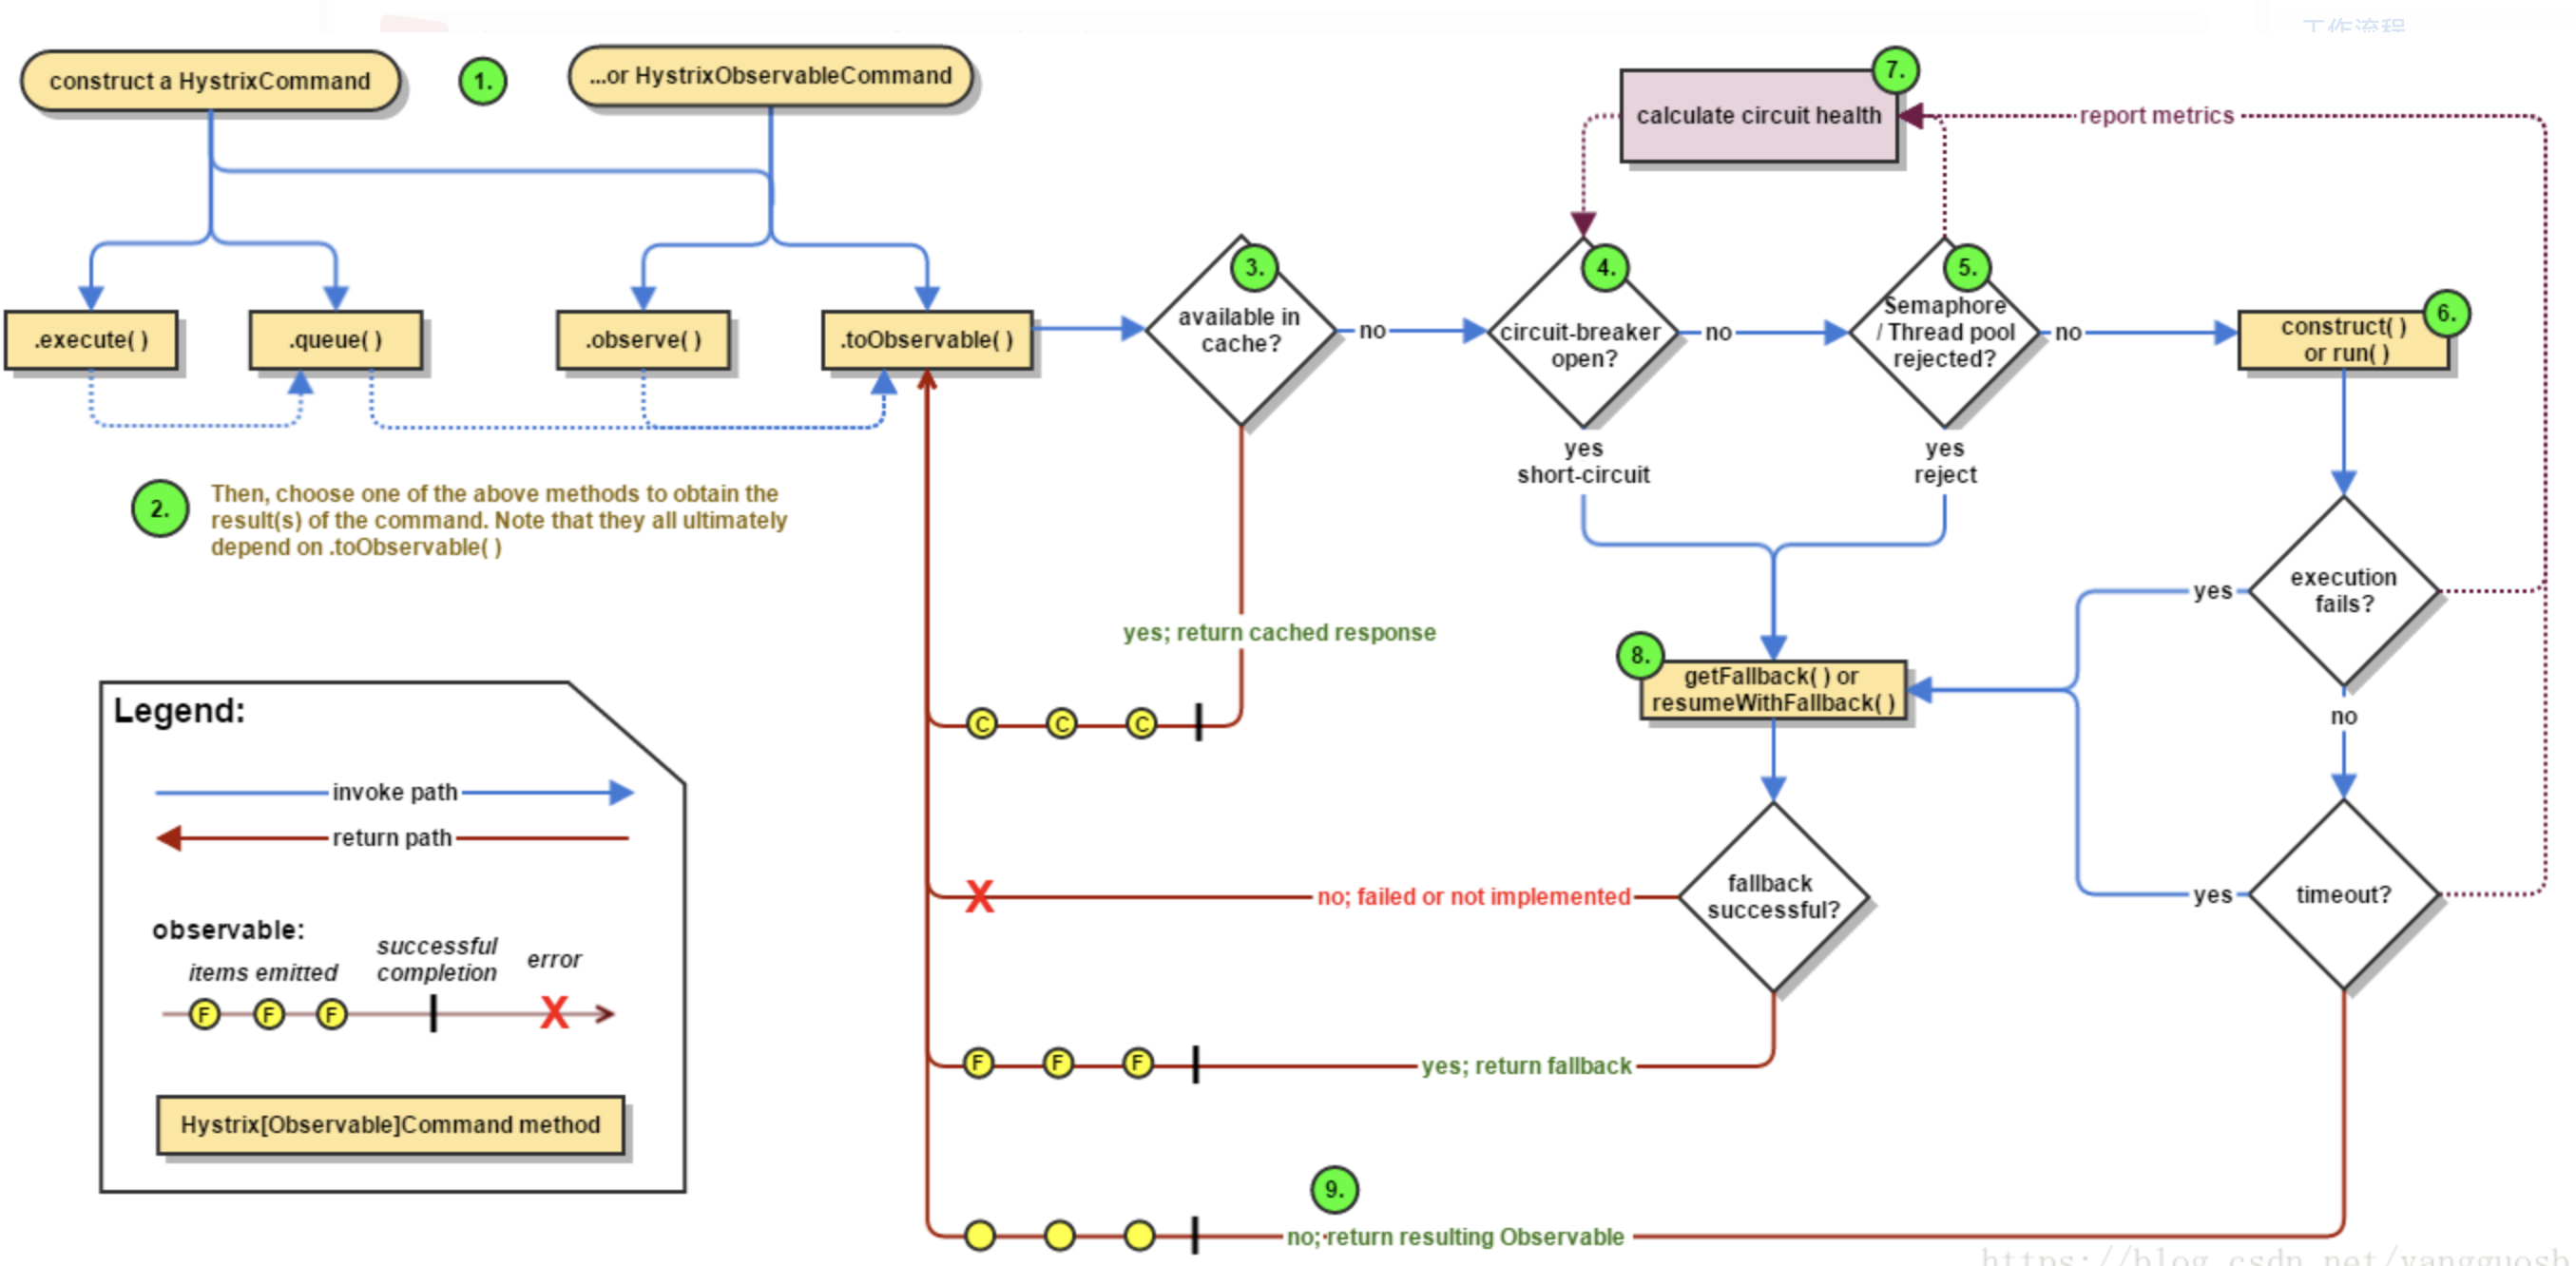 工作流程
construct a HystrixCommand
1.
...or HystrixObservableCommand
7.
calculate circuit health
report metrics
.execute( )
.queue( )
.observe( )
.toObservable( )
3.
available in
cache?
no
4.
circuit-breaker
open?
no
5.
Semaphore
/ Thread pool
rejected?
no
6.
construct( )
or run( )
yes
short-circuit
yes
reject
2.
Then, choose one of the above methods to obtain the
result(s) of the command. Note that they all ultimately
depend on .toObservable( )
execution
fails?
yes
no
yes; return cached response
8.
getFallback( ) or
resumeWithFallback( )
C C C
fallback
successful?
no; failed or not implemented
X
timeout?
yes
F F F
yes; return fallback
9.
no; return resulting Observable
Legend:
invoke path
return path
observable:
items emitted
successful
completion
error
F F F
X
Hystrix[Observable]Command method
https://blog.csdn.net/yangguosb